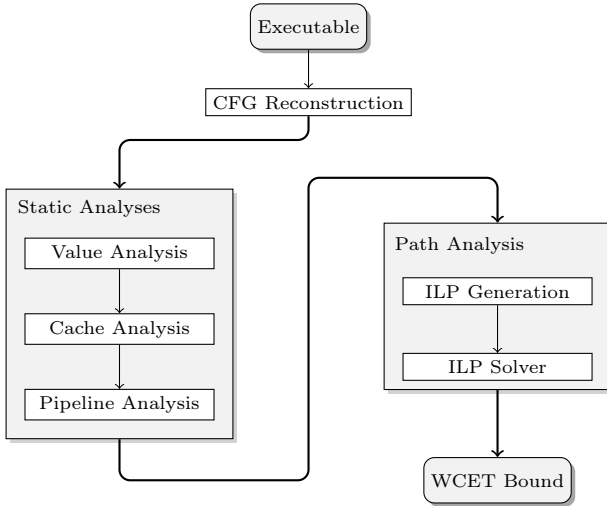 Executable
CFG Reconstruction
Static Analyses
Value Analysis
Cache Analysis
Pipeline Analysis
Path Analysis
ILP Generation
ILP Solver
WCET Bound